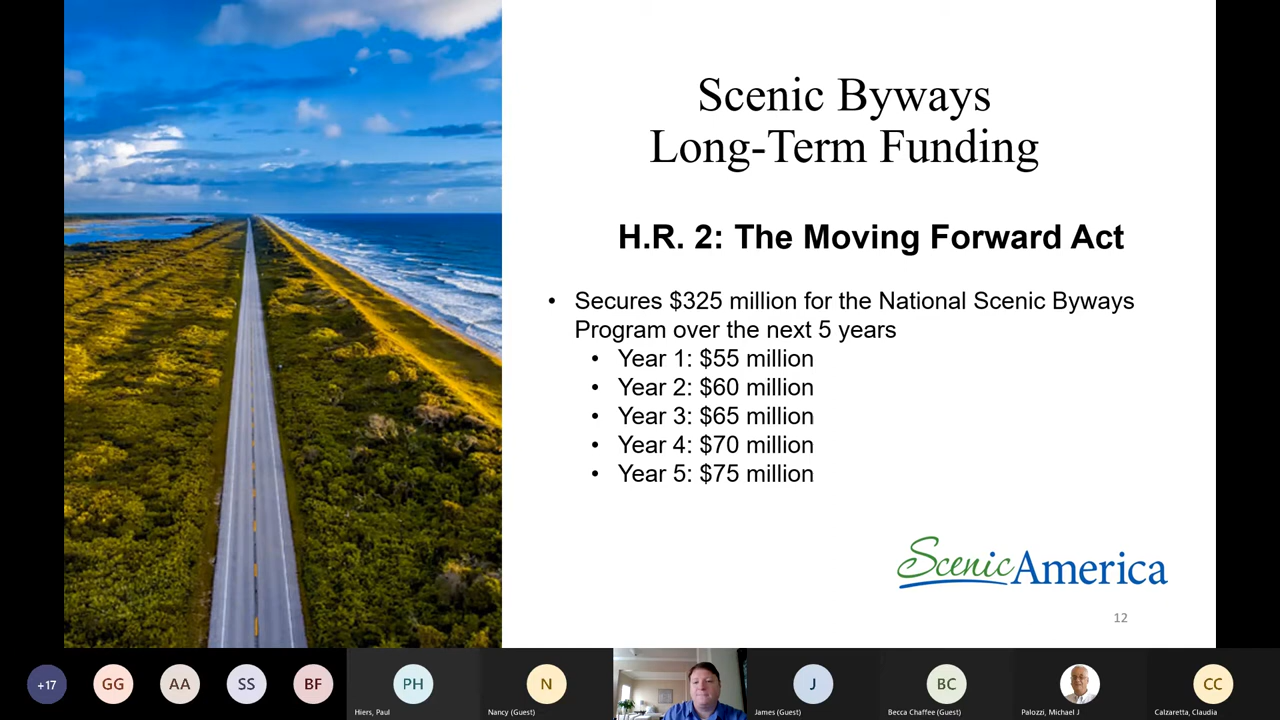 Scenic Byways
Long-Term Funding
H.R. 2: The Moving Forward Act
• Secures $325 million for the National Scenic Byways
Program over the next 5 years
• Year 1: $55 million
• Year 2: $60 million
• Year 3: $65 million
• Year 4: $70 million
• Year 5: $75 million
Scenic America
12
+17
GG
AA
SS
BF
PH
Hiers, Paul
N
Nancy (Guest)
J
James (Guest)
BC
Becca Chaffee (Guest)
Palozzi, Michael J
CC
Calzaretta, Claudia